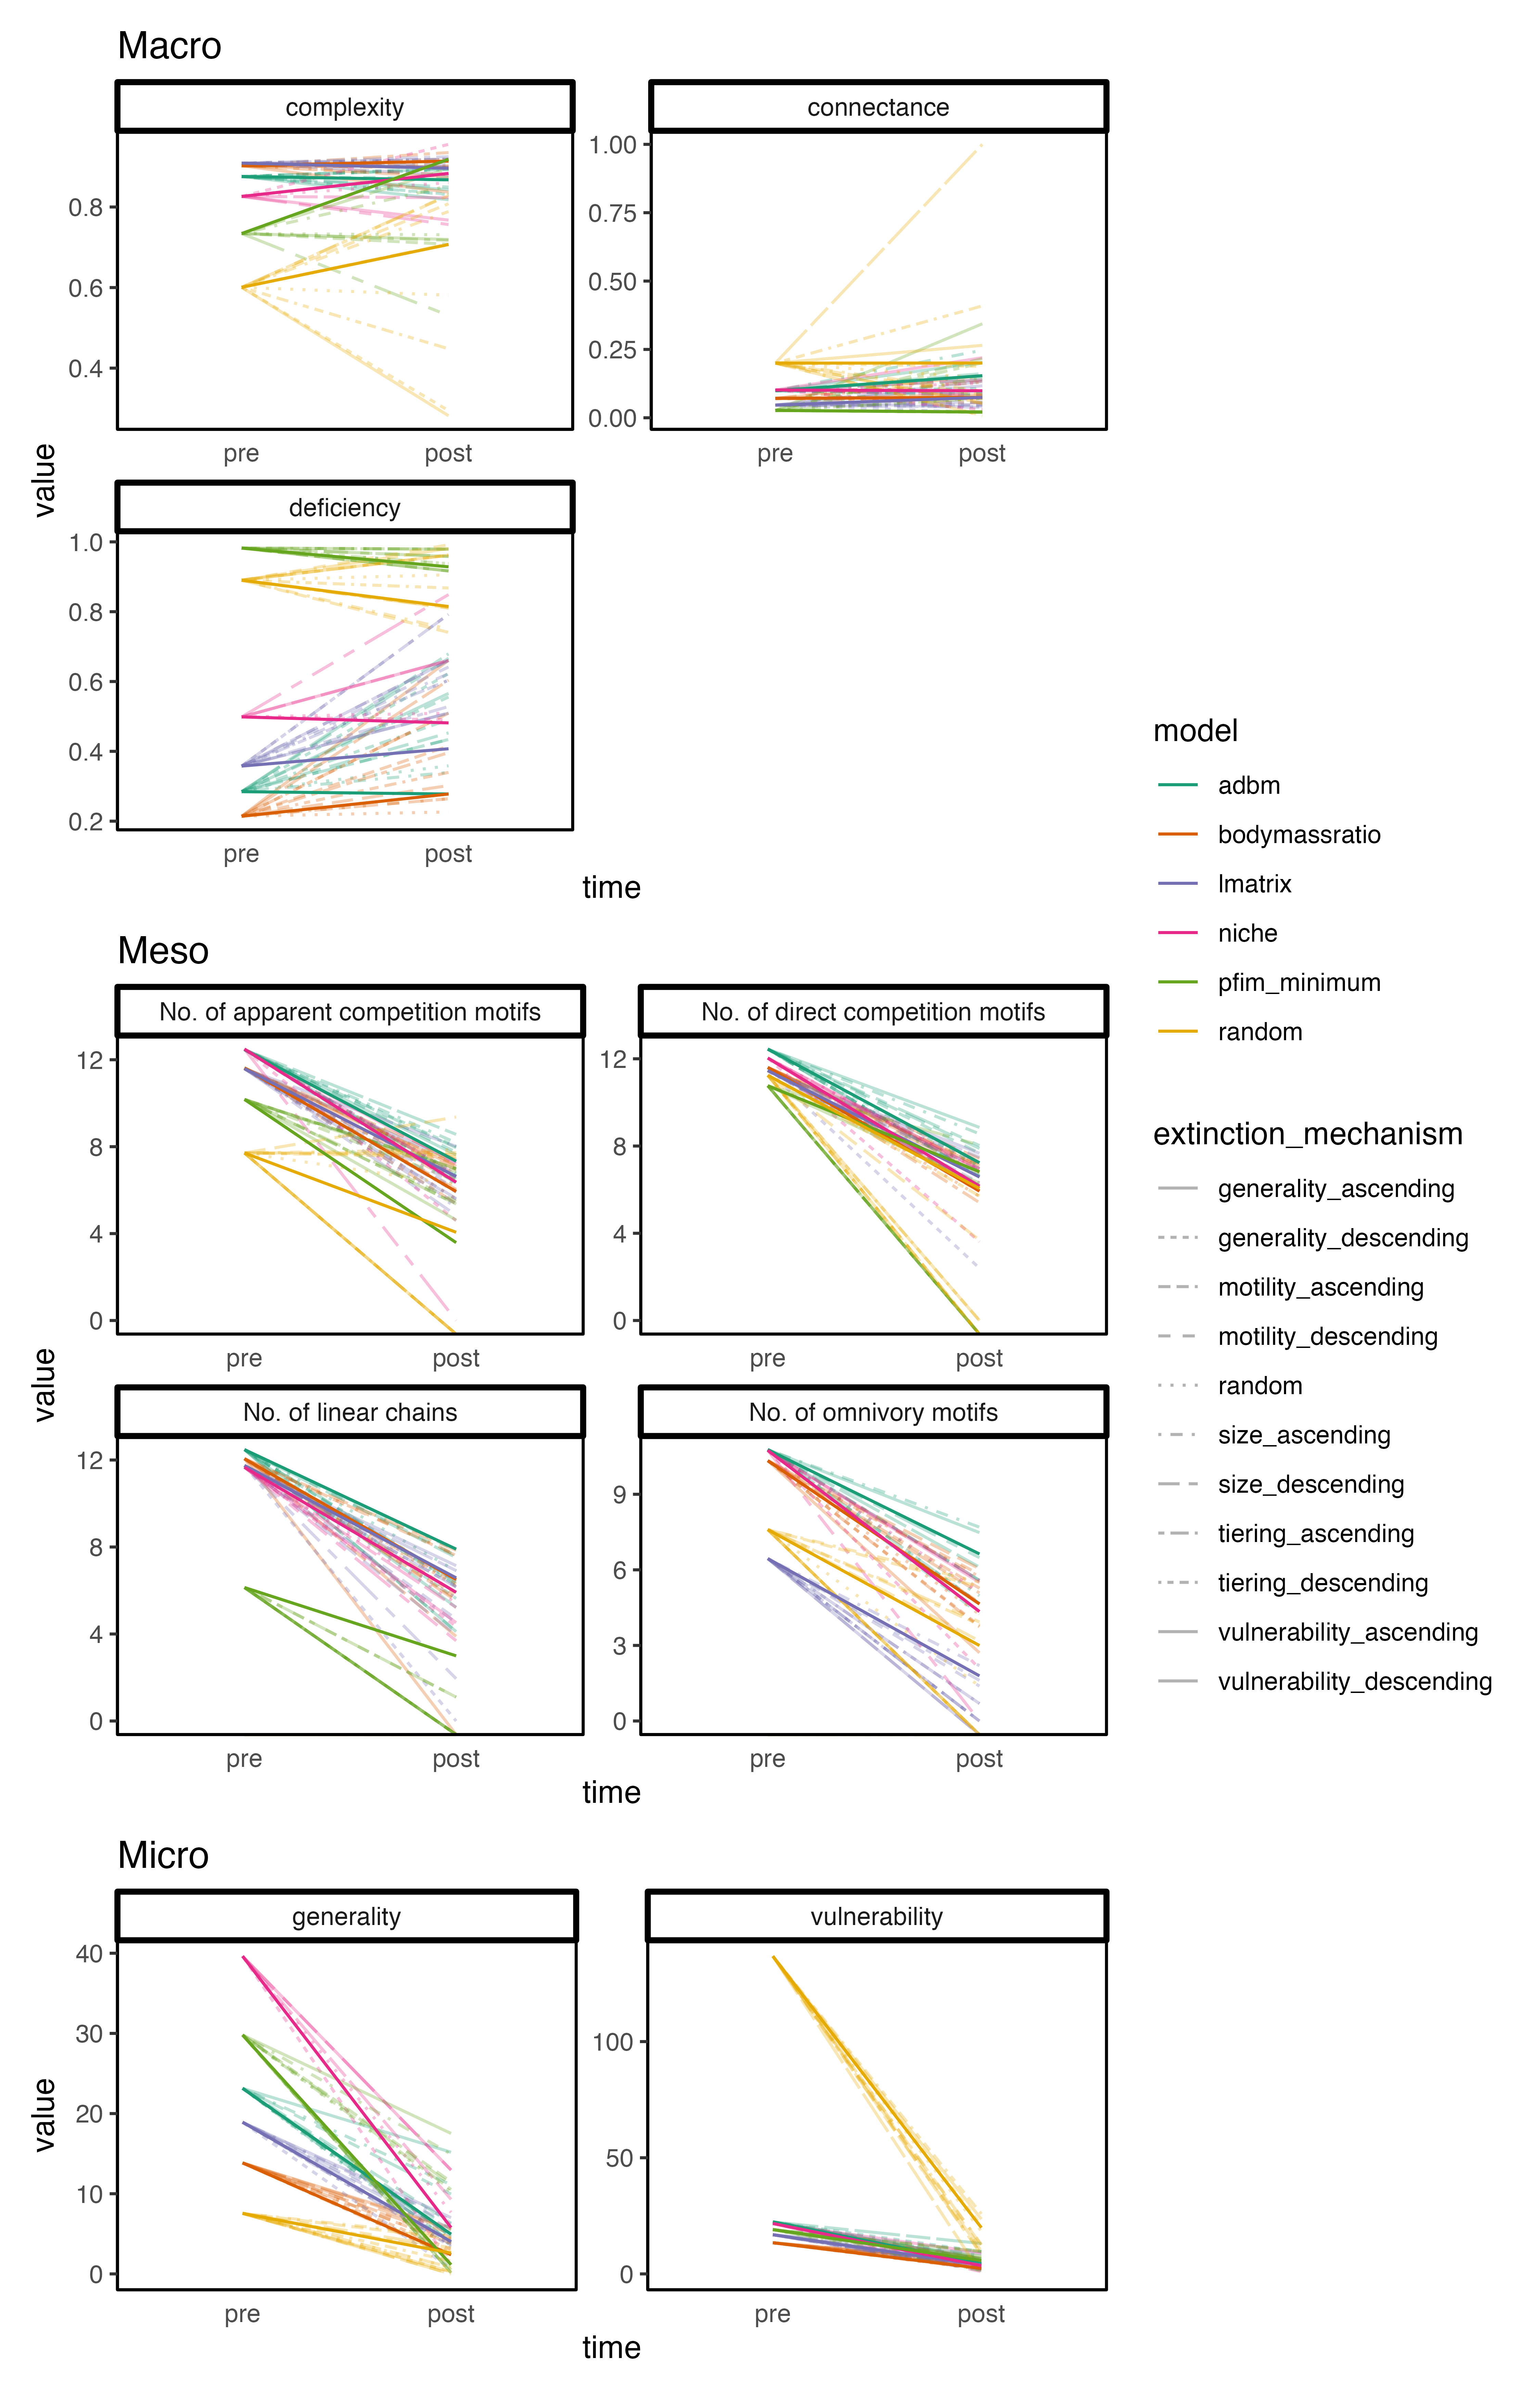 Macro
complexity
connectance
value
0.8
0.6
0.4
1.00
0.75
0.50
0.25
0.00
pre
post
pre
post
deficiency
1.0
0.8
0.6
0.4
0.2
pre
post
time
Meso
No. of apparent competition motifs
No. of direct competition motifs
value
12
8
4
0
12
8
4
0
pre
post
pre
post
No. of linear chains
No. of omnivory motifs
12
8
4
0
9
6
3
0
pre
post
pre
post
time
Micro
generality
vulnerability
value
40
30
20
10
0
100
50
0
pre
post
pre
post
time
model
adbm
bodymassratio
lmatrix
niche
pfim_minimum
random
extinction_mechanism
generality_ascending
generality_descending
motility_ascending
motility_descending
random
size_ascending
size_descending
tiering_ascending
tiering_descending
vulnerability_ascending
vulnerability_descending